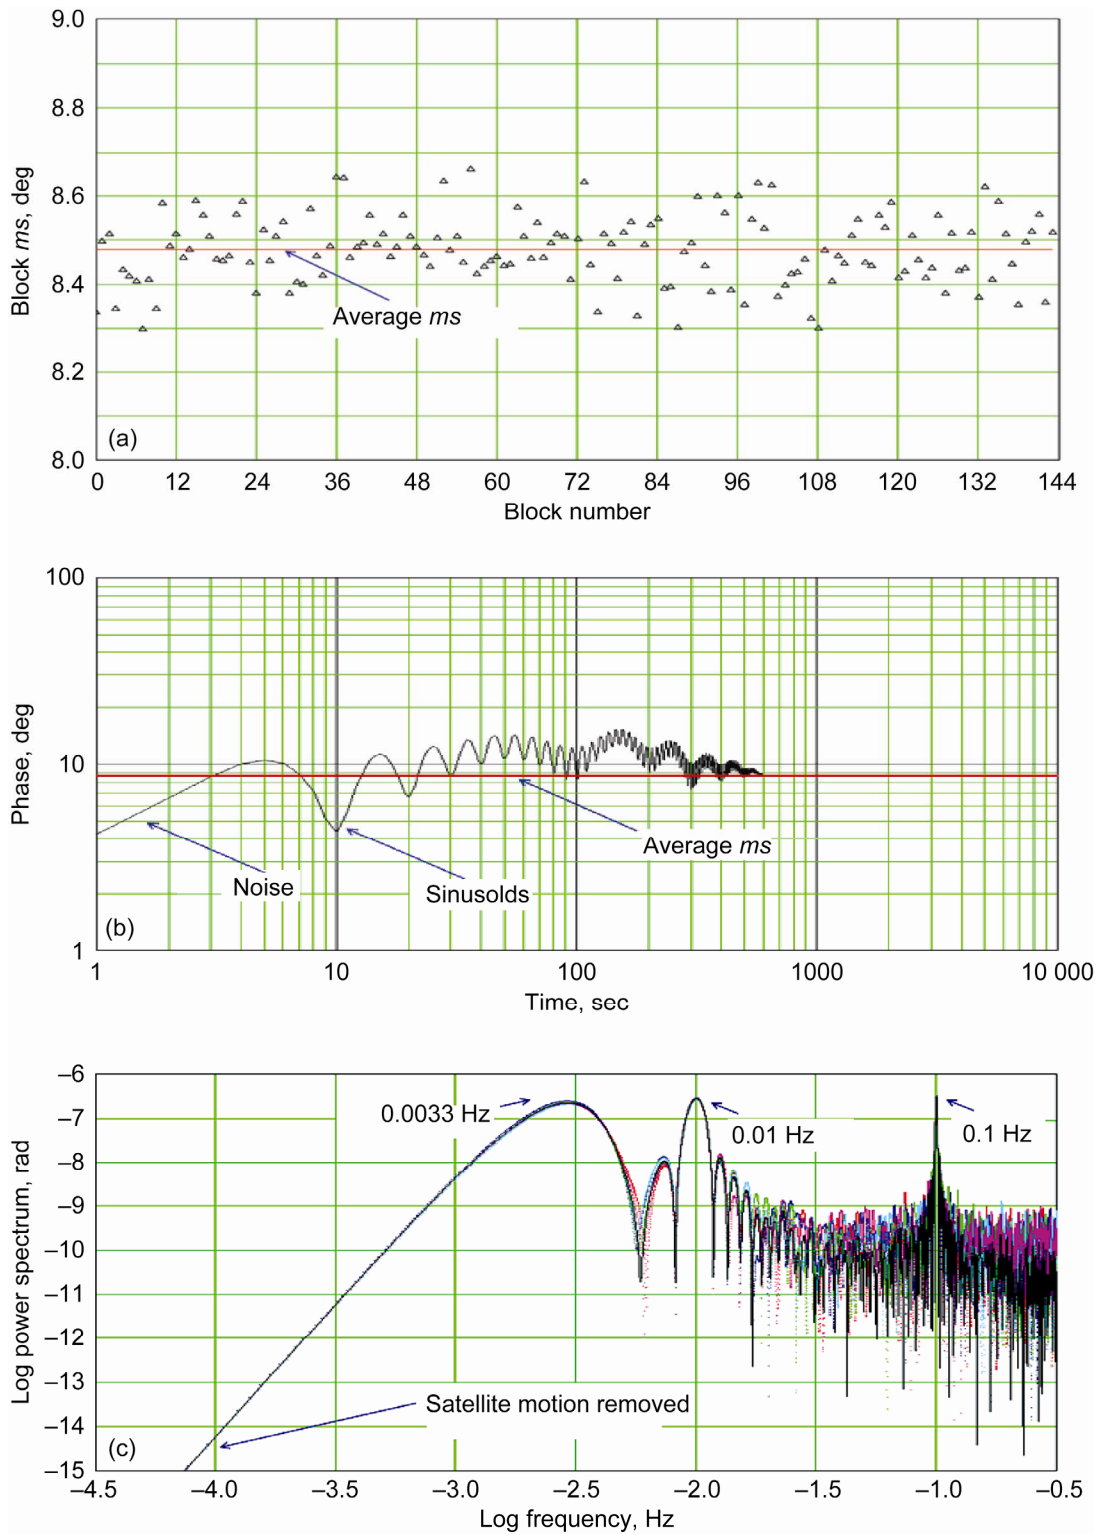 9.0
8.8
8.6
8.4
8.2
8.0
Block ms, deg
Average ms
(a)
0 12 24 36 48 60 72 84 96 108 120 132 144
Block number
100
10
1
Phase, deg
Noise
Sinusolds
Average ms
(b)
1 10 100 1000 10 000
Time, sec
–6
–7
–8
–9
–10
–11
–12
–13
–14
–15
Log power spectrum, rad
0.0033 Hz
0.01 Hz
0.1 Hz
Satellite motion removed
(c)
–4.5 –4.0 –3.5 –3.0 –2.5 –2.0 –1.5 –1.0 –0.5
Log frequency, Hz